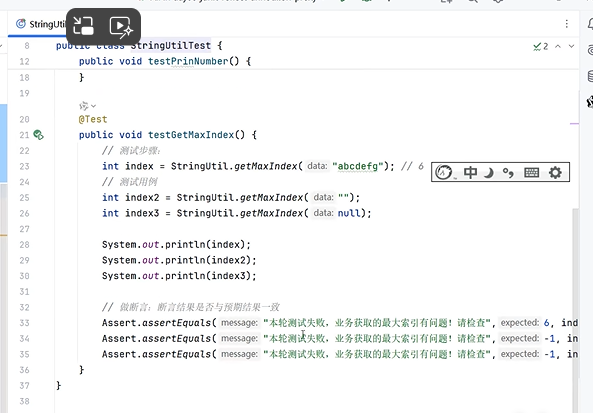 StringUtil
8 public class StringUtilTest {
2
12 public void testPrinNumber() {
18 }
19
20 @Test
21 public void testGetMaxIndex() {
22 // 测试步骤:
23 int index = StringUtil.getMaxIndex( data: "abcdefg"); // 6
中
24 // 测试用例
25 int index2 = StringUtil.getMaxIndex( data: "");
26 int index3 = StringUtil.getMaxIndex( data: null);
27
28 System.out.println(index);
29 System.out.println(index2);
30 System.out.println(index3);
31
32 // 做断言:断言结果是否与预期结果一致
33 Assert.assertEquals( message: "本轮测试失败,业务获取的最大索引有问题!请检查", expected: 6, ind
34 Assert.assertEquals( message: "本轮测试失败,业务获取的最大索引有问题!请检查", expected: -1, in
35 Assert.assertEquals( message: "本轮测试失败,业务获取的最大索引有问题!请检查", expected: -1, in
36 }
37 }
38